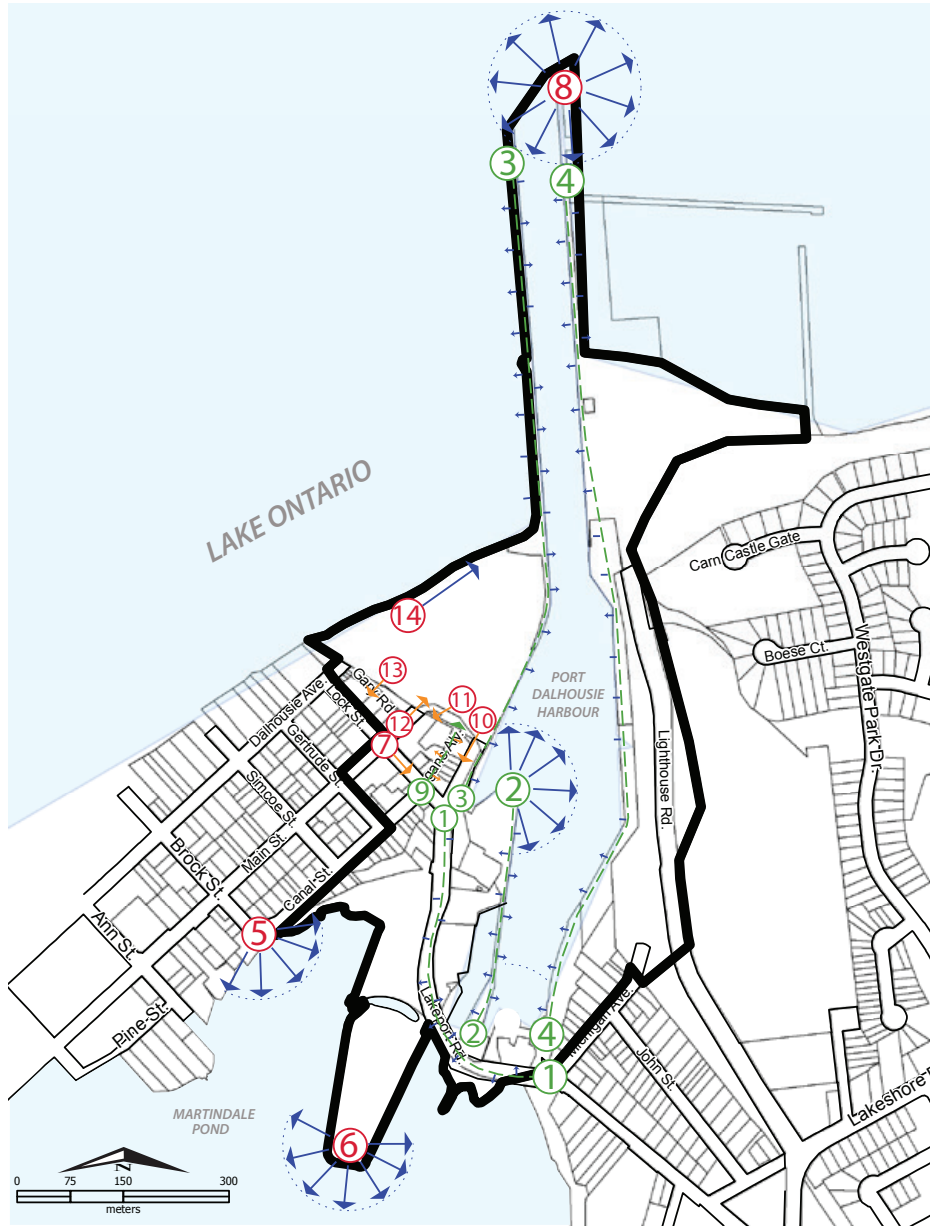 8
3
4
LAKE ONTARIO
Carn Castle Gate
14
Boese Ct.
Westgate Park Dr.
13
PORT
DALHOUSIE
HARBOUR
Dalhousie Ave.
Lock St.
Gary Rd
11
12
10
7
Gertrude St.
Lighthouse Rd.
9
3
2
1
Simcoe St.
Main St.
Brock St.
Canal St.
5
Ann St.
Pine St.
Lakeport Rd.
2
4
Michigan Ave.
1
John St.
MARTINDALE
POND
6
N
0 75 150 300
meters